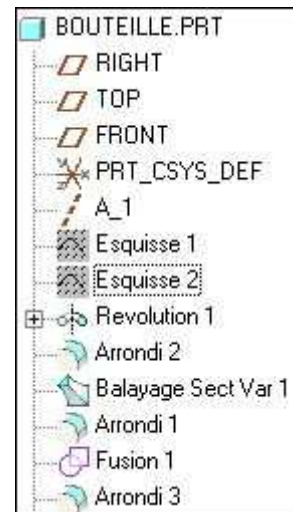 BOUTEILLE.PRT
RIGHT
TOP
FRONT
PRT_CSYS_DEF
A_1
Esquisse 1
Esquisse 2
Revolution 1
Arrondi 2
Balayage Sect Var 1
Arrondi 1
Fusion 1
Arrondi 3